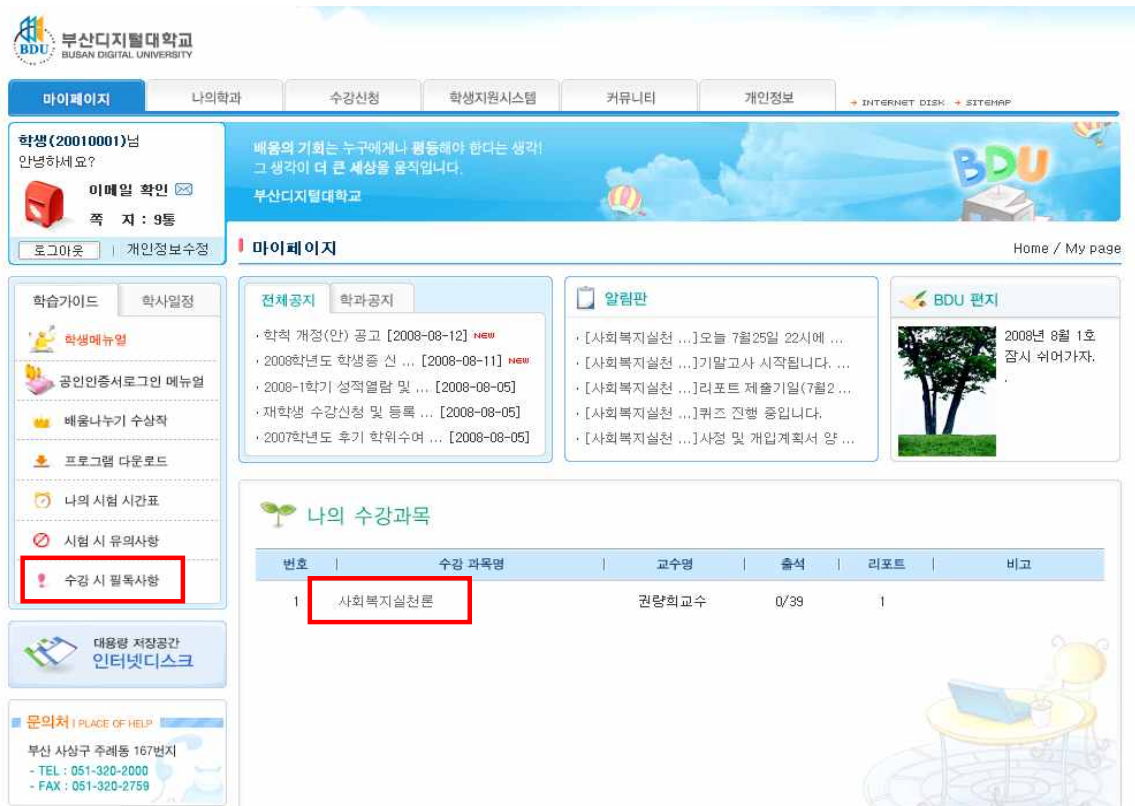 BDU 부산디지털대학교
BUSAN DIGITAL UNIVERSITY
마이페이지 나의학과 수강신청 학생지원시스템 커뮤니티 개인정보 INTERNET DISK SITEMAP
학생(20010001)님
안녕하세요?
이메일 확인
쪽 지 : 9통
로그아웃 | 개인정보수정
배움의 기회는 누구에게나 평등해야 한다는 생각!
그 생각이 더 큰 세상을 움직입니다.
부산디지털대학교
BDU
마이페이지
Home / My page
학습가이드 학사일정
학생메뉴얼
공인인증서로그인 메뉴얼
배움나누기 수상작
프로그램 다운로드
나의 시험 시간표
시험 시 유의사항
수강 시 필독사항
전체공지 학과공지
· 학칙 개정(안) 공고 [2008-08-12] NEW
· 2008학년도 학생증 신 ... [2008-08-11] NEW
· 2008-1학기 성적열람 및 ... [2008-08-05]
· 재학생 수강신청 및 등록 ... [2008-08-05]
· 2007학년도 후기 학위수여 ... [2008-08-05]
알림판
· [사회복지실천 ...]오늘 7월25일 22시에 ...
· [사회복지실천 ...]기말고사 시작됩니다. ...
· [사회복지실천 ...]리포트 제출기일(7월2 ...
· [사회복지실천 ...]퀴즈 진행 중입니다.
· [사회복지실천 ...]사정 및 개입계획서 양 ...
BDU 편지
2008년 8월 1호
잠시 쉬어가자.
.
나의 수강과목
번호 | 수강 과목명 | 교수명 | 출석 | 리포트 | 비고
1 사회복지실천론 권량희교수 0/39 1
대용량 저장공간
인터넷디스크
문의처 | PLACE OF HELP
부산 사상구 주례동 167번지
- TEL : 051-320-2000
- FAX : 051-320-2759